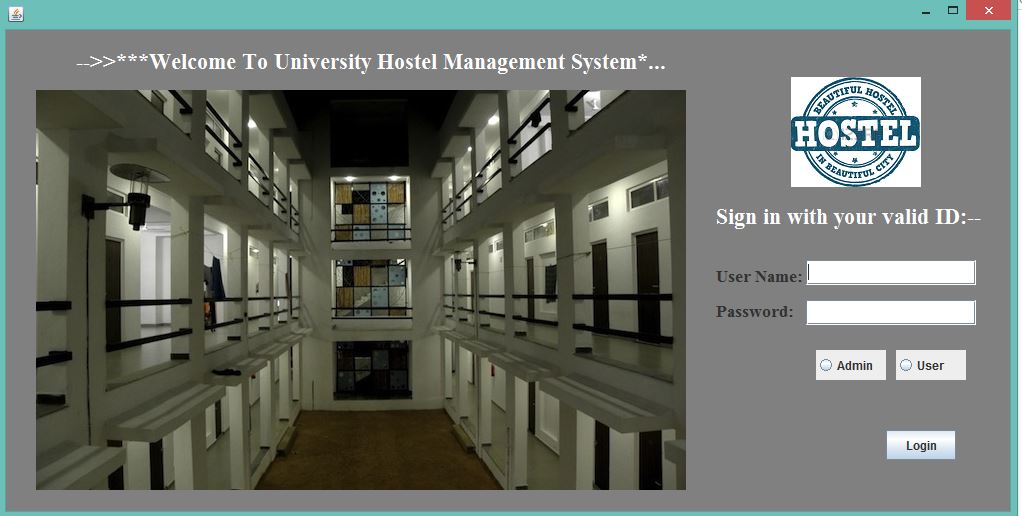 -->>***Welcome To University Hostel Management System*...
BEAUTIFUL HOSTEL
HOSTEL
IN BEAUTIFUL CITY
Sign in with your valid ID:--
User Name:
Password:
Admin User
Login